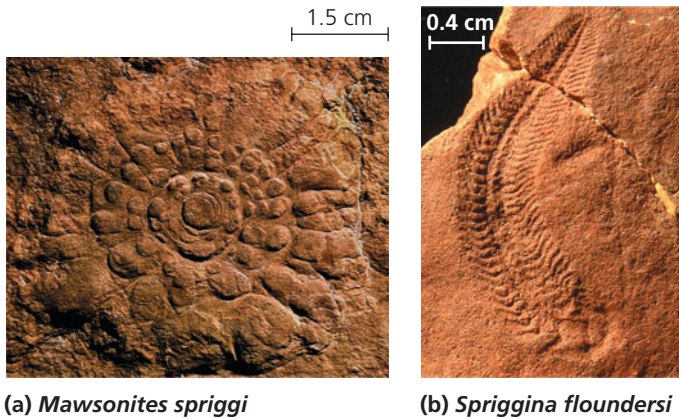 1.5 cm
0.4 cm
(a) Mawsonites spriggi
(b) Spriggina floundersi